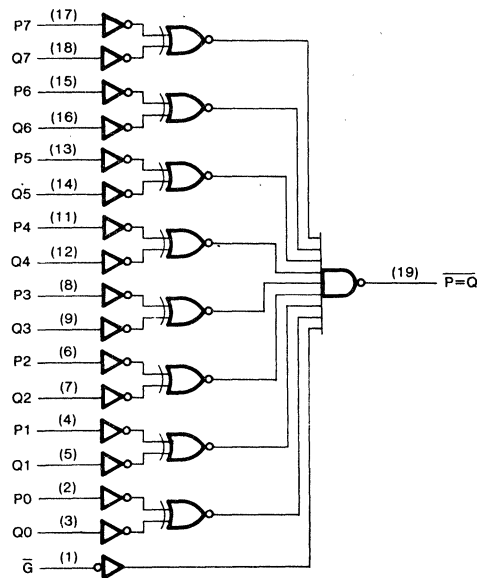 P7 (17)
Q7 (18)
P6 (15)
Q6 (16)
P5 (13)
Q5 (14)
P4 (11)
Q4 (12)
P3 (8)
Q3 (9)
P2 (6)
Q2 (7)
P1 (4)
Q1 (5)
P0 (2)
Q0 (3)
G̅ (1)
(19) P̅=̅Q̅